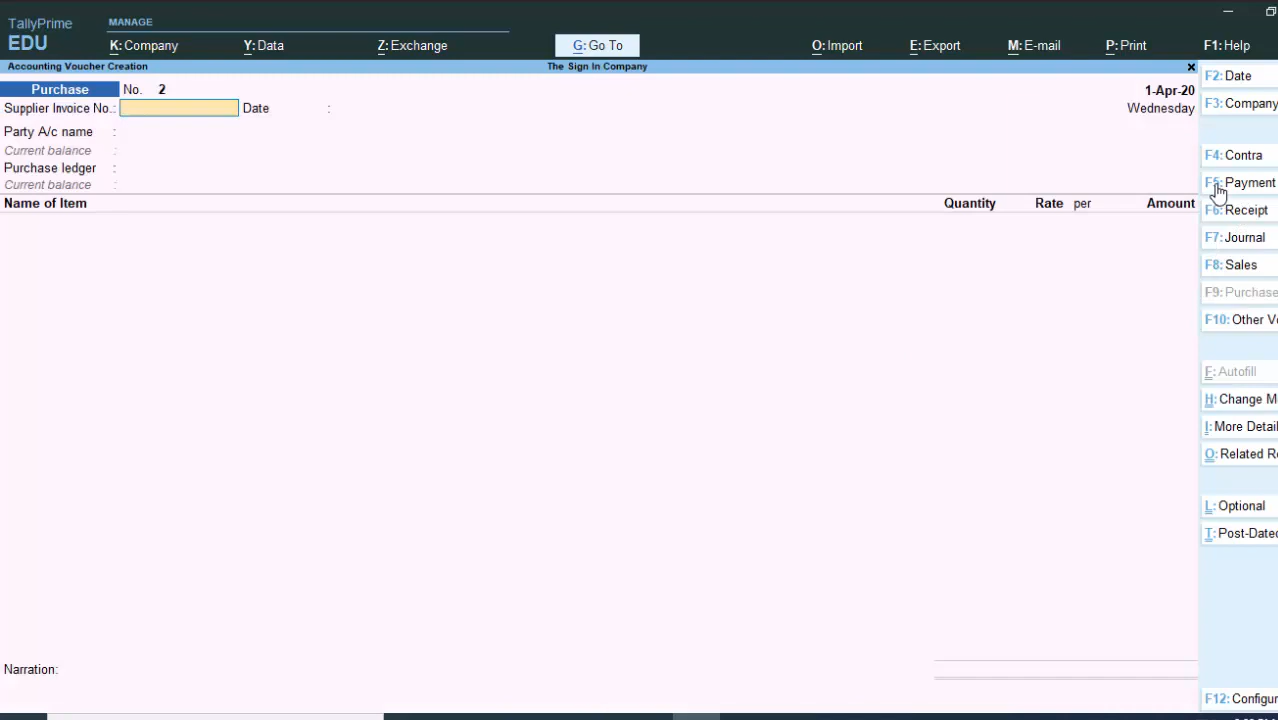 TallyPrime
EDU
MANAGE
K: Company
Y: Data
Z: Exchange
G: Go To
O: Import
E: Export
M: E-mail
P: Print
F1: Help
Accounting Voucher Creation
The Sign In Company
Purchase
No. 2
1-Apr-20
Wednesday
Supplier Invoice No.:
Date :
Party A/c name :
Current balance :
Purchase ledger :
Current balance :
Name of Item
Quantity
Rate per
Amount
Narration:
F2: Date
F3: Company
F4: Contra
F5: Payment
F6: Receipt
F7: Journal
F8: Sales
F9: Purchase
F10: Other V
F: Autofill
H: Change M
I: More Detai
O: Related R
L: Optional
T: Post-Date
F12: Configur